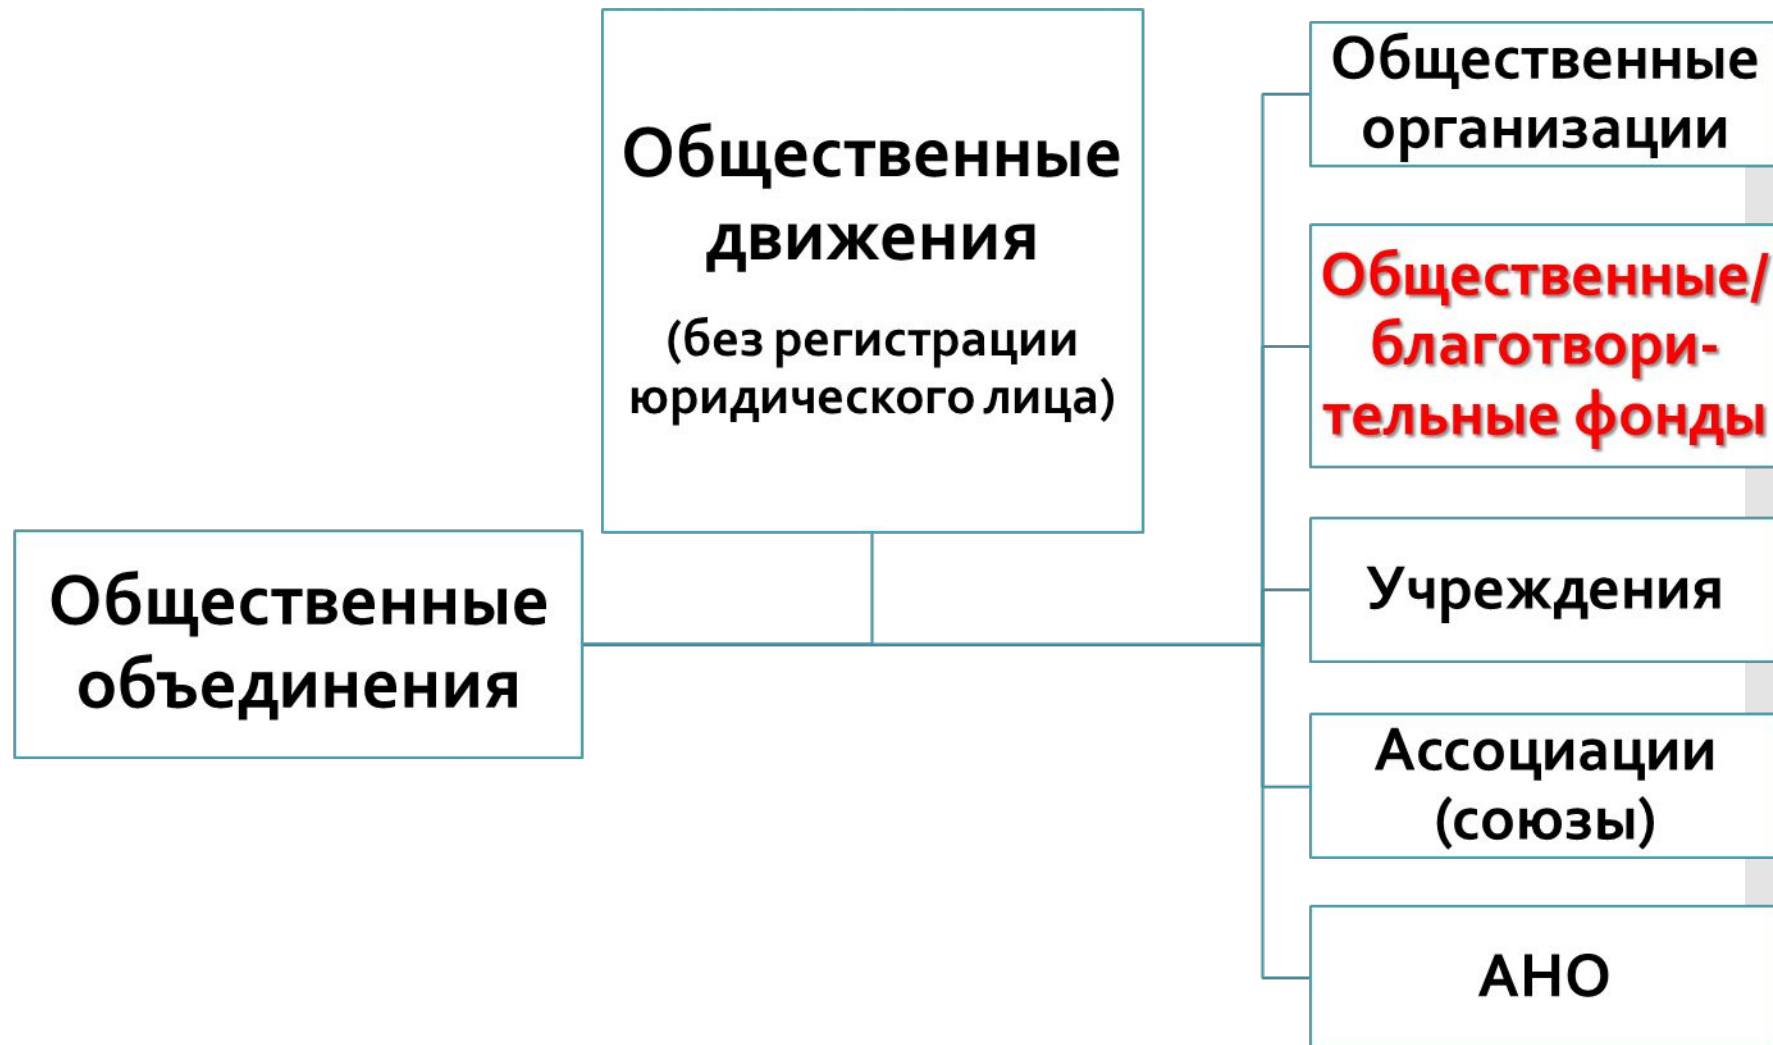 Общественные
объединения
Общественные
движения
(без регистрации
юридического лица)
Общественные
организации
Общественные/
благотвори-
тельные фонды
Учреждения
Ассоциации
(союзы)
АНО